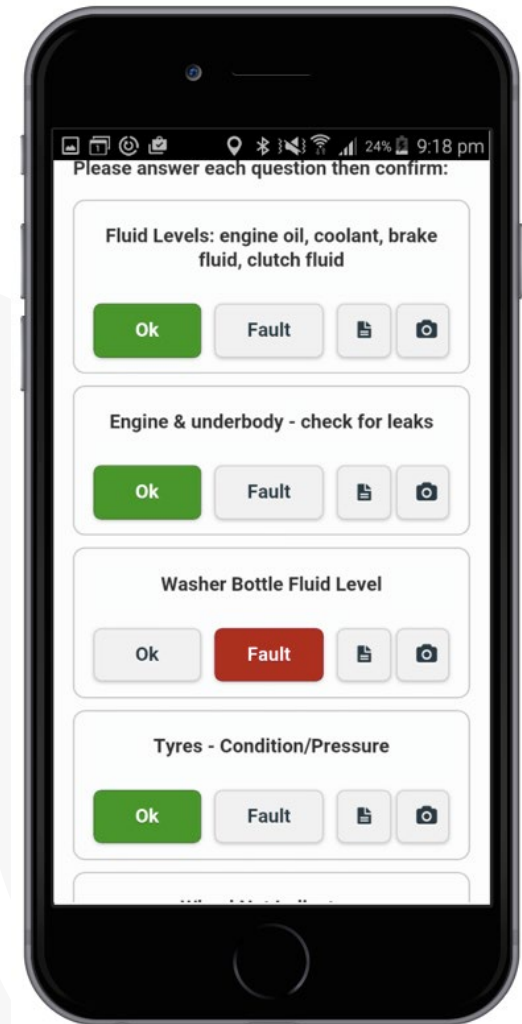 24% 9:18 pm
Please answer each question then confirm:
Fluid Levels: engine oil, coolant, brake
fluid, clutch fluid
Ok Fault
Engine & underbody - check for leaks
Ok Fault
Washer Bottle Fluid Level
Ok Fault
Tyres - Condition/Pressure
Ok Fault